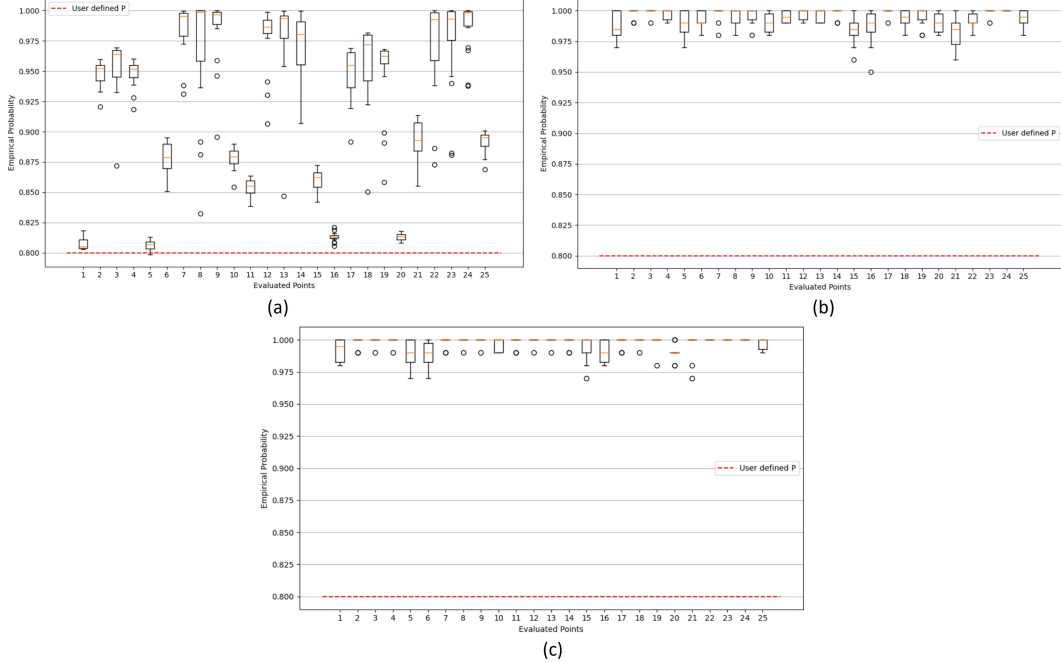 1.000
User defined P
0.975
0.950
0.925
0.900
0.875
0.850
0.825
0.800
Empirical Probability
1 2 3 4 5 6 7 8 9 10 11 12 13 14 15 16 17 18 19 20 21 22 23 24 25
Evaluated Points
(a)
1.000
0.975
0.950
0.925
0.900
User defined P
0.875
0.850
0.825
0.800
Empirical Probability
1 2 3 4 5 6 7 8 9 10 11 12 13 14 15 16 17 18 19 20 21 22 23 24 25
Evaluated Points
(b)
1.000
0.975
0.950
0.925
0.900
User defined P
0.875
0.850
0.825
0.800
Empirical Probability
1 2 3 4 5 6 7 8 9 10 11 12 13 14 15 16 17 18 19 20 21 22 23 24 25
Evaluated Points
(c)